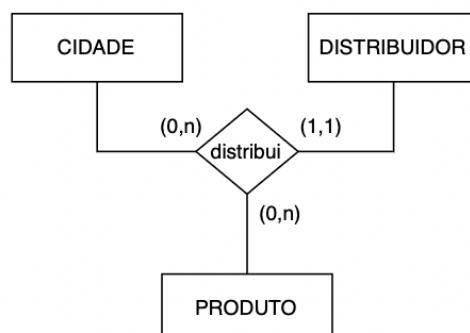 CIDADE
DISTRIBUIDOR
(0,n)
(1,1)
distribui
(0,n)
PRODUTO